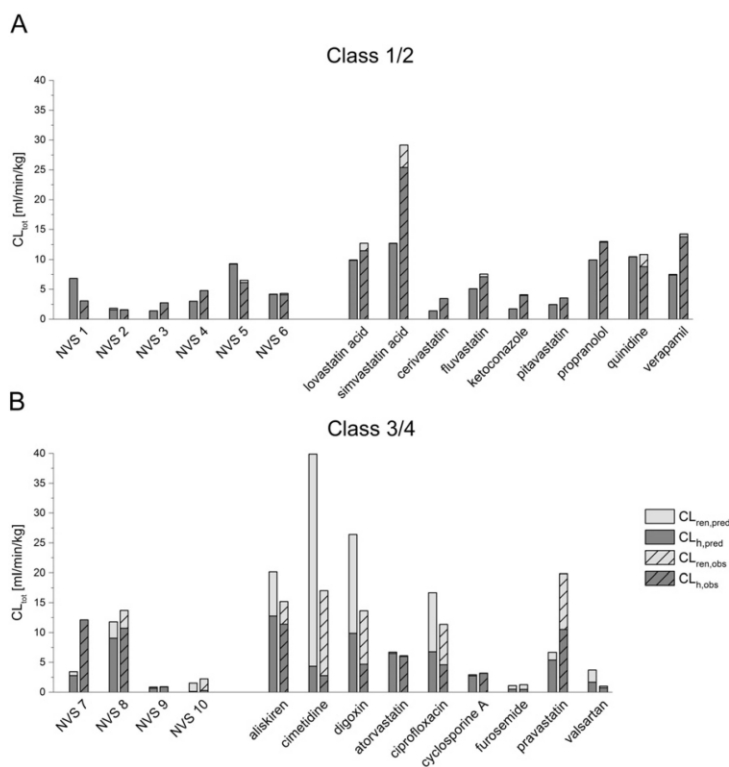 A
Class 1/2
40
35
30
25
20
15
10
5
0
CLtot [ml/min/kg]
NVS 1
NVS 2
NVS 3
NVS 4
NVS 5
NVS 6
lovastatin acid
simvastatin acid
cerivastatin
fluvastatin
ketoconazole
pitavastatin
propranolol
quinidine
verapamil
B
Class 3/4
40
35
30
25
20
15
10
5
0
CLtot [ml/min/kg]
NVS 7
NVS 8
NVS 9
NVS 10
aliskiren
cimetidine
digoxin
atorvastatin
ciprofloxacin
cyclosporine A
furosemide
pravastatin
valsartan
CLren,pred
CLh,pred
CLren,obs
CLh,obs